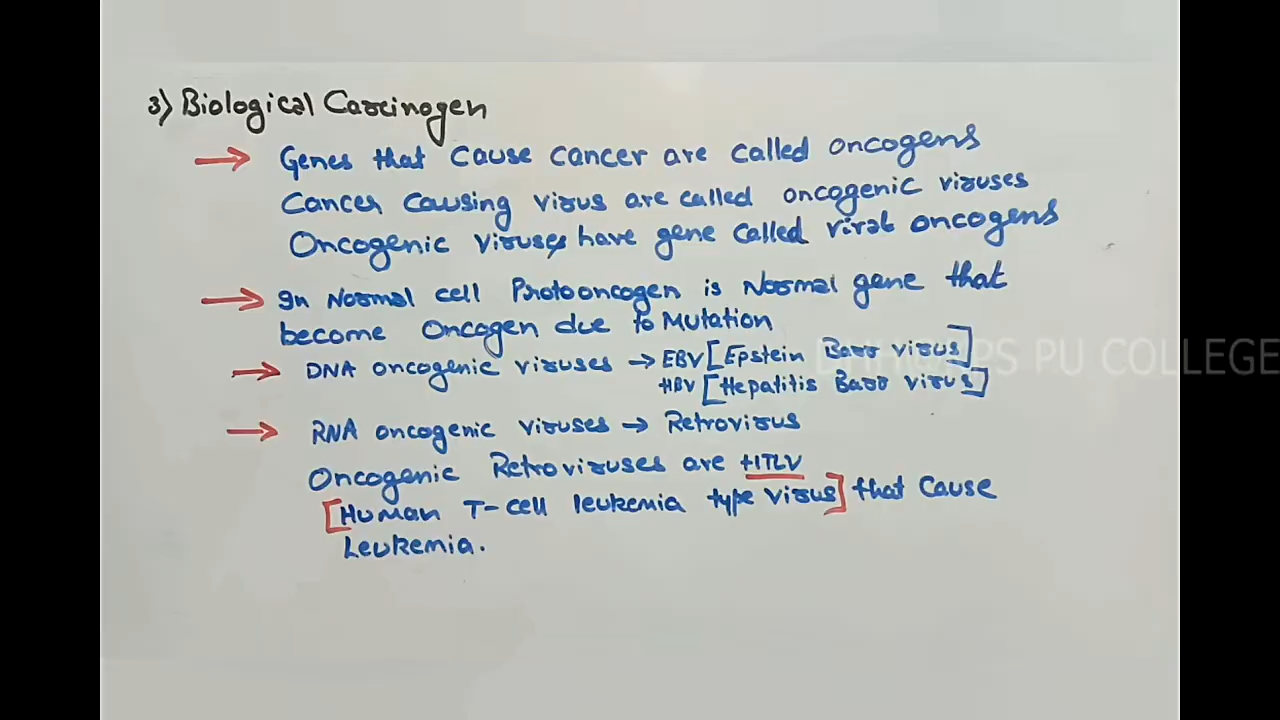 3) Biological Carcinogen
Genes that cause cancer are called oncogens
Cancer causing virus are called oncogenic viruses
Oncogenic viruses have gene called viral oncogens
In Normal cell Protooncogen is Normal gene that
become Oncogen due to Mutation
DNA oncogenic viruses → EBV [Epstein Barr virus]
HBV [Hepatitis Barr virus]
RNA oncogenic viruses → Retrovirus
Oncogenic Retroviruses are HTLV
[Human T-cell leukemia type virus] that cause
Leukemia.
PS PU COLLEGE